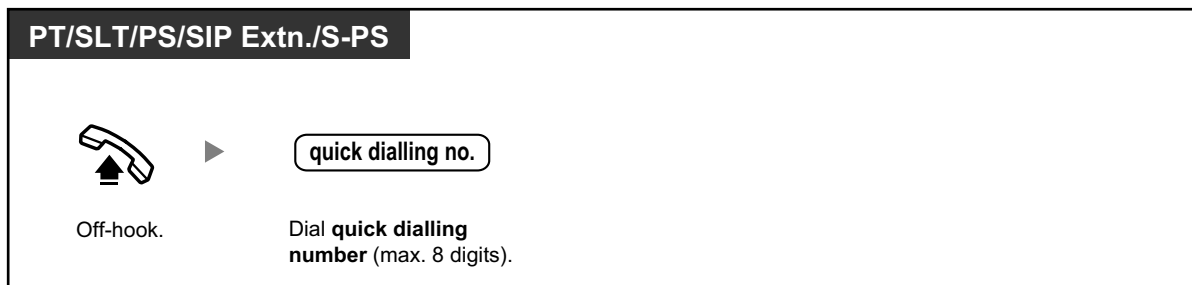 PT/SLT/PS/SIP Extn./S-PS
quick dialling no.
Off-hook.
Dial quick dialling
number (max. 8 digits).